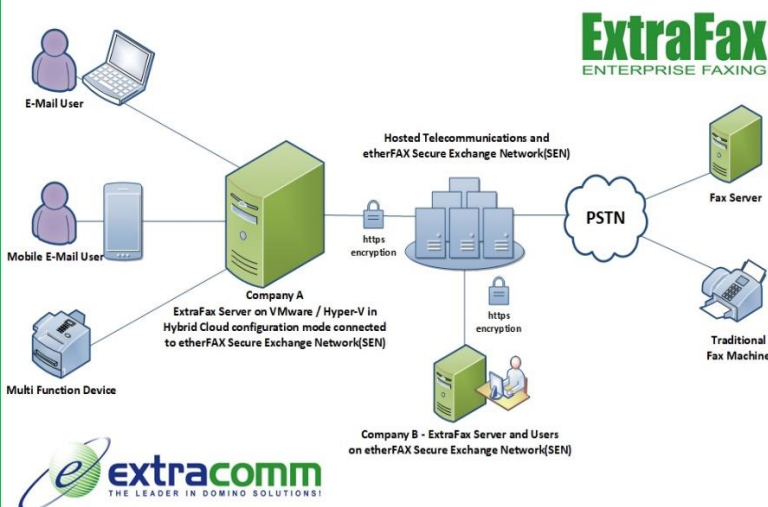 ExtraFax
ENTERPRISE FAXING
E-Mail User
Hosted Telecommunications and
etherFAX Secure Exchange Network(SEN)
Fax Server
PSTN
https
encryption
Mobile E-Mail User
Company A
ExtraFax Server on VMware / Hyper-V in
Hybrid Cloud configuration mode connected
to etherFAX Secure Exchange Network(SEN)
https
encryption
Traditional
Fax Machine
Multi Function Device
Company B - ExtraFax Server and Users
on etherFAX Secure Exchange Network(SEN)
e extracomm
THE LEADER IN DOMINO SOLUTIONS!